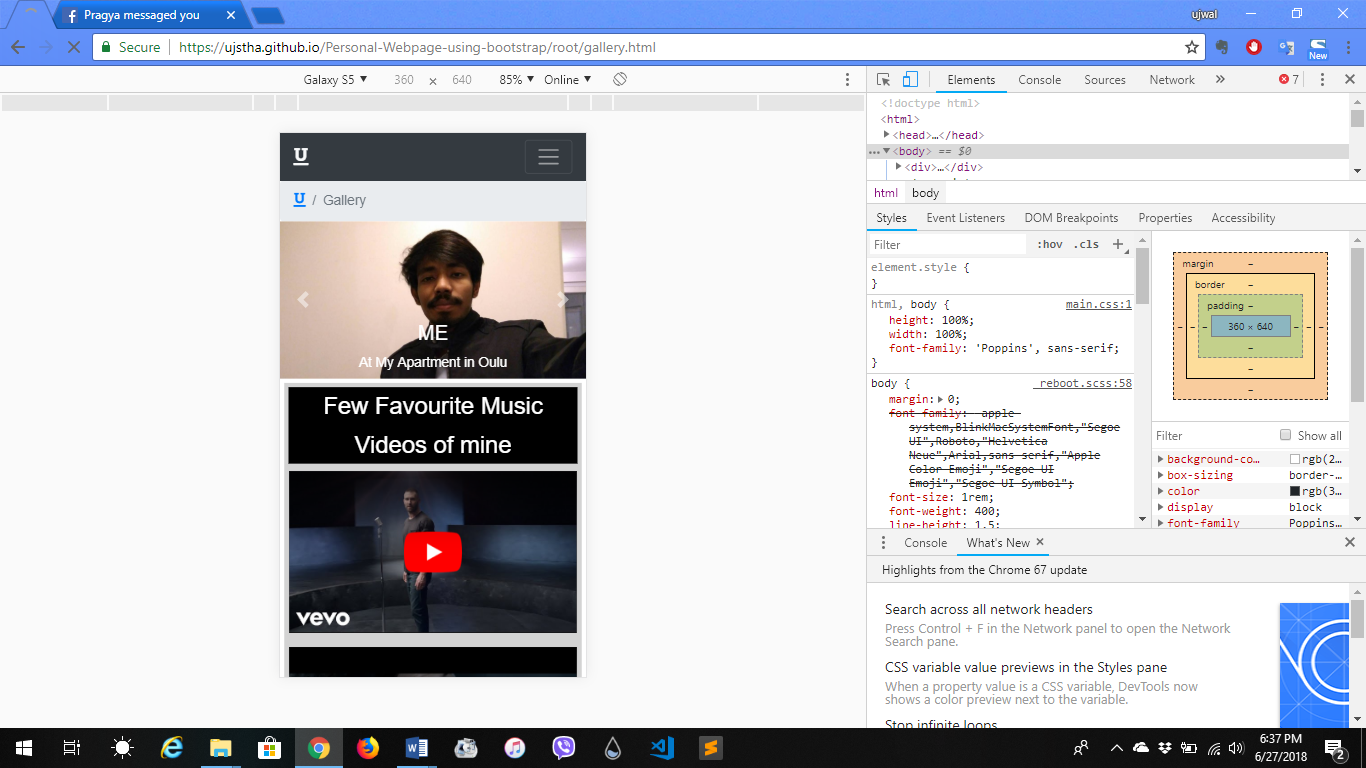 Pragya messaged you
ujwal
Secure
https://ujstha.github.io/Personal-Webpage-using-bootstrap/root/gallery.html
New
Galaxy S5 ▼ 360 × 640 85% ▼ Online ▼
Elements Console Sources Network » 7
<!doctype html>
<html>
<head>…</head>
<body> == $0
<div>…</div>
html body
Styles Event Listeners DOM Breakpoints Properties Accessibility
Filter :hov .cls +
element.style {
}
html, body { main.css:1
height: 100%;
width: 100%;
font-family: 'Poppins', sans-serif;
}
body { _reboot.scss:58
margin: 0;
font-family: -apple-
system,BlinkMacSystemFont,"Segoe
UI",Roboto,"Helvetica
Neue",Arial,sans-serif,"Apple
Color Emoji","Segoe UI
Emoji","Segoe UI Symbol";
font-size: 1rem;
font-weight: 400;
line-height: 1.5;
margin –
border –
padding –
– – – 360 × 640 – – –
–
–
–
Filter Show all
background-co… rgb(2…
box-sizing border-…
color rgb(3…
display block
font-family Poppins…
U
U / Gallery
ME
At My Apartment in Oulu
Few Favourite Music
Videos of mine
vevo
Console What's New
Highlights from the Chrome 67 update
Search across all network headers
Press Control + F in the Network panel to open the Network
Search pane.
CSS variable value previews in the Styles pane
When a property value is a CSS variable, DevTools now
shows a color preview next to the variable.
Stop infinite loops
6:37 PM
6/27/2018
2